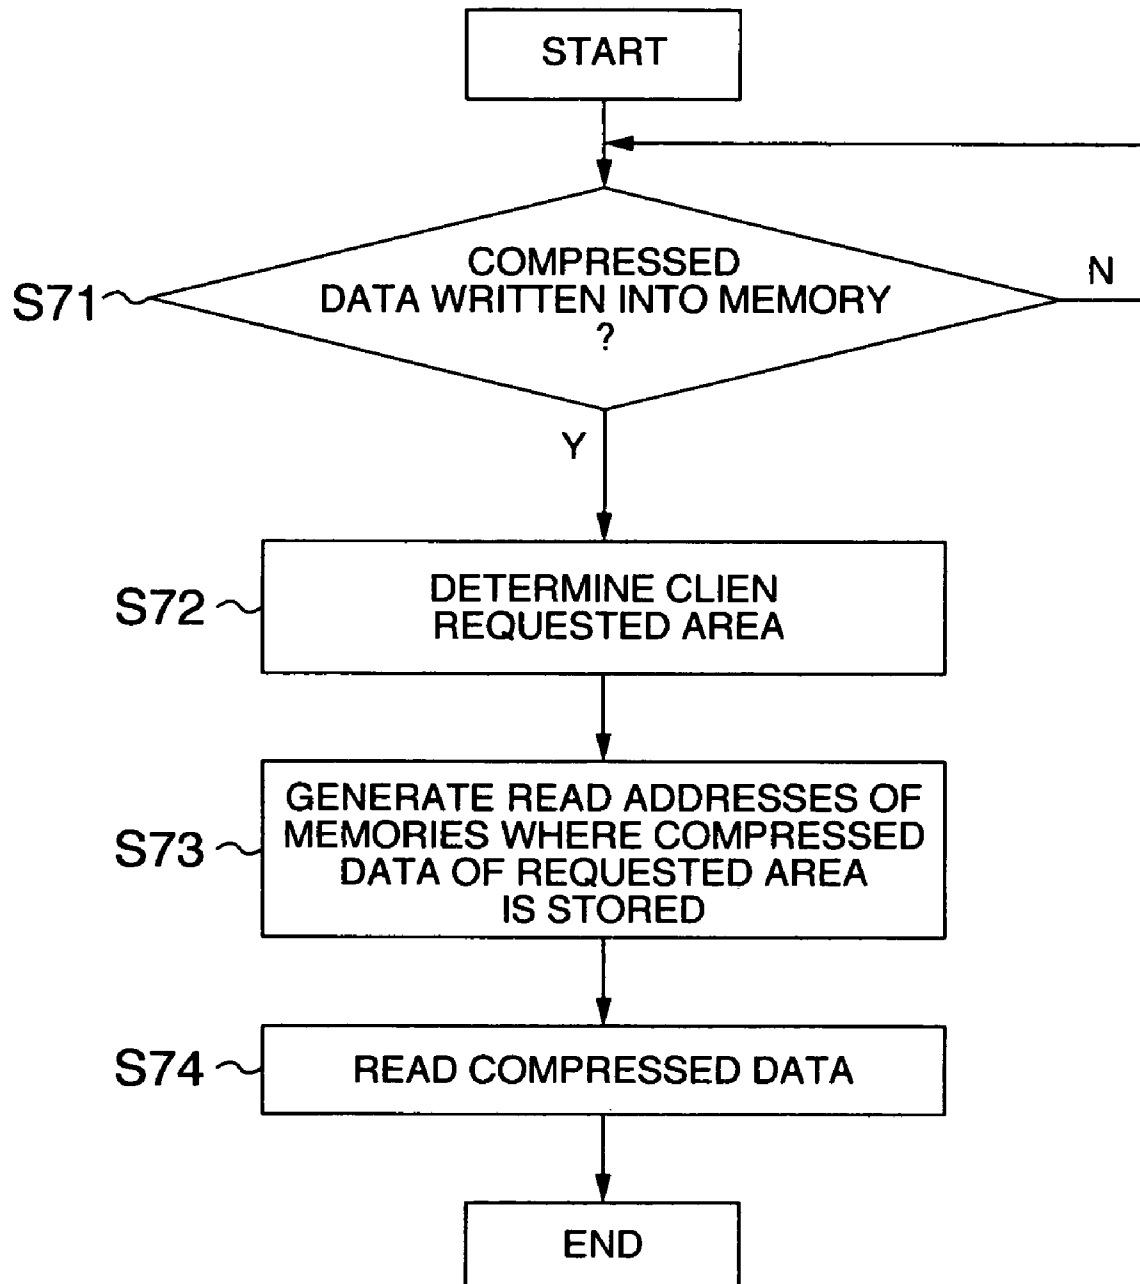 START
COMPRESSED
DATA WRITTEN INTO MEMORY
?
N
S71
Y
DETERMINE CLIEN
REQUESTED AREA
S72
GENERATE READ ADDRESSES OF
MEMORIES WHERE COMPRESSED
DATA OF REQUESTED AREA
IS STORED
S73
READ COMPRESSED DATA
S74
END